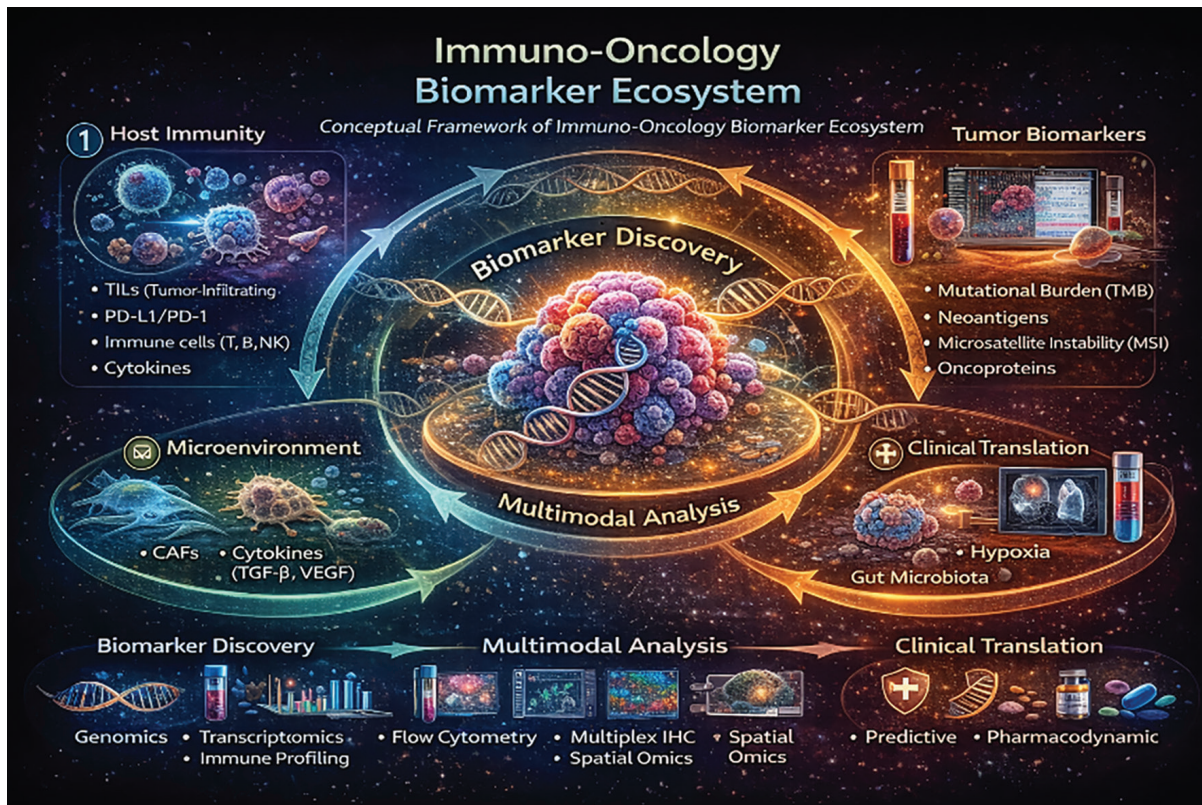 Immuno-Oncology
Biomarker Ecosystem
Conceptual Framework of Immuno-Oncology Biomarker Ecosystem
1 Host Immunity
• TILs (Tumor-Infiltrating
• PD-L1/PD-1
• Immune cells (T, B, NK)
• Cytokines
Tumor Biomarkers
• Mutational Burden (TMB)
• Neoantigens
• Microsatellite Instability (MSI)
• Oncoproteins
Biomarker Discovery
Multimodal Analysis
Microenvironment
• CAFs • Cytokines
(TGF-β, VEGF)
Clinical Translation
• Hypoxia
Gut Microbiota
Biomarker Discovery
Multimodal Analysis
Clinical Translation
Genomics
• Transcriptomics
• Immune Profiling
• Flow Cytometry
• Multiplex IHC
• Spatial Omics
• Spatial
Omics
• Predictive • Pharmacodynamic